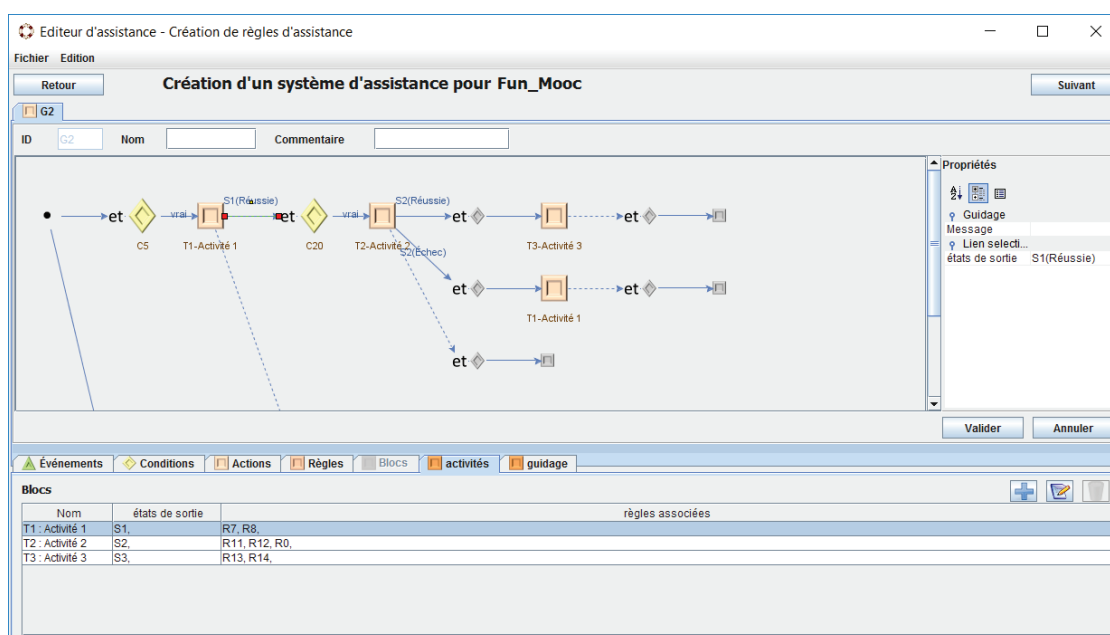 Editeur d'assistance - Création de règles d'assistance
Fichier Edition
Retour Création d'un système d'assistance pour Fun_Mooc Suivant
G2
ID G2 Nom Commentaire
Propriétés
Guidage
Message
Lien selecti...
états de sortie S1(Réussie)
S1(Réussie) S2(Réussie)
et vrai et vrai et et
C5 T1-Activité 1 C20 T2-Activité 2 T3-Activité 3
S2(Échec)
et et
T1-Activité 1
et
Valider Annuler
Événements Conditions Actions Règles Blocs activités guidage
Blocs
Nom états de sortie règles associées
T1 : Activité 1 S1, R7, R8,
T2 : Activité 2 S2, R11, R12, R0,
T3 : Activité 3 S3, R13, R14,